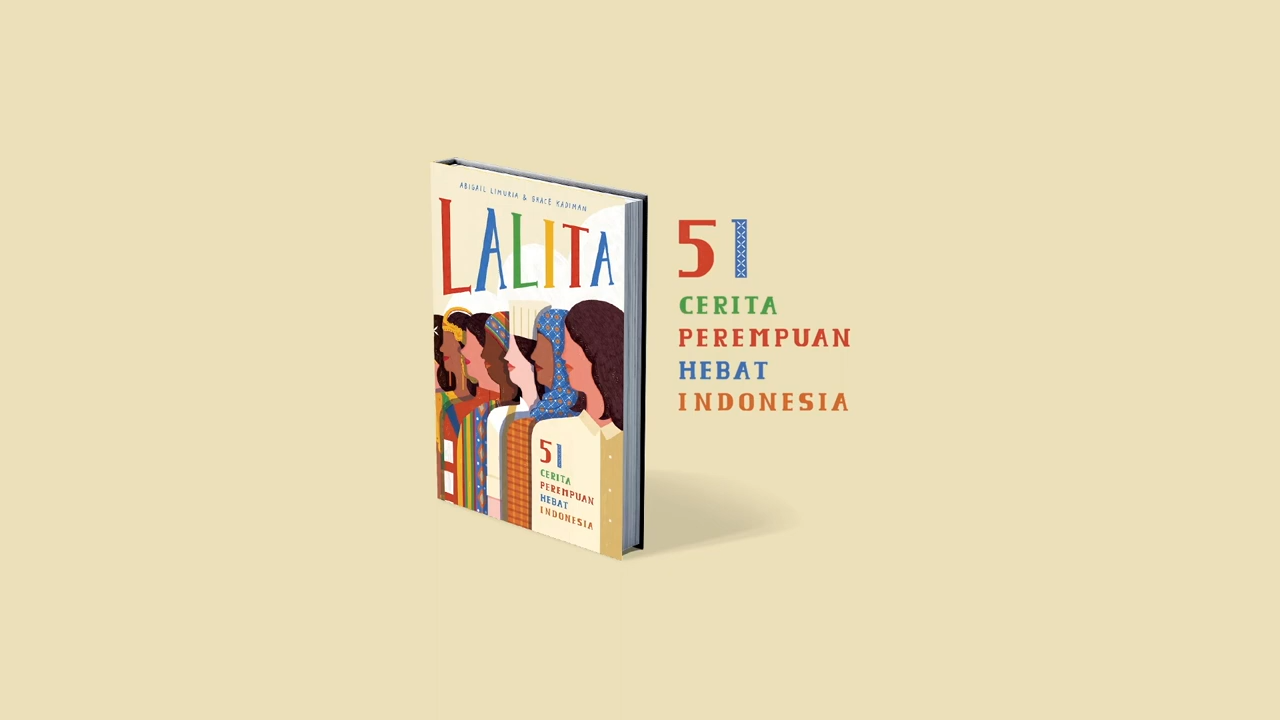 ABIGAIL LIMURIA & GRACE KADIMAN
LALITA
51
CERITA
PEREMPUAN
HEBAT
INDONESIA
51
CERITA
PEREMPUAN
HEBAT
INDONESIA